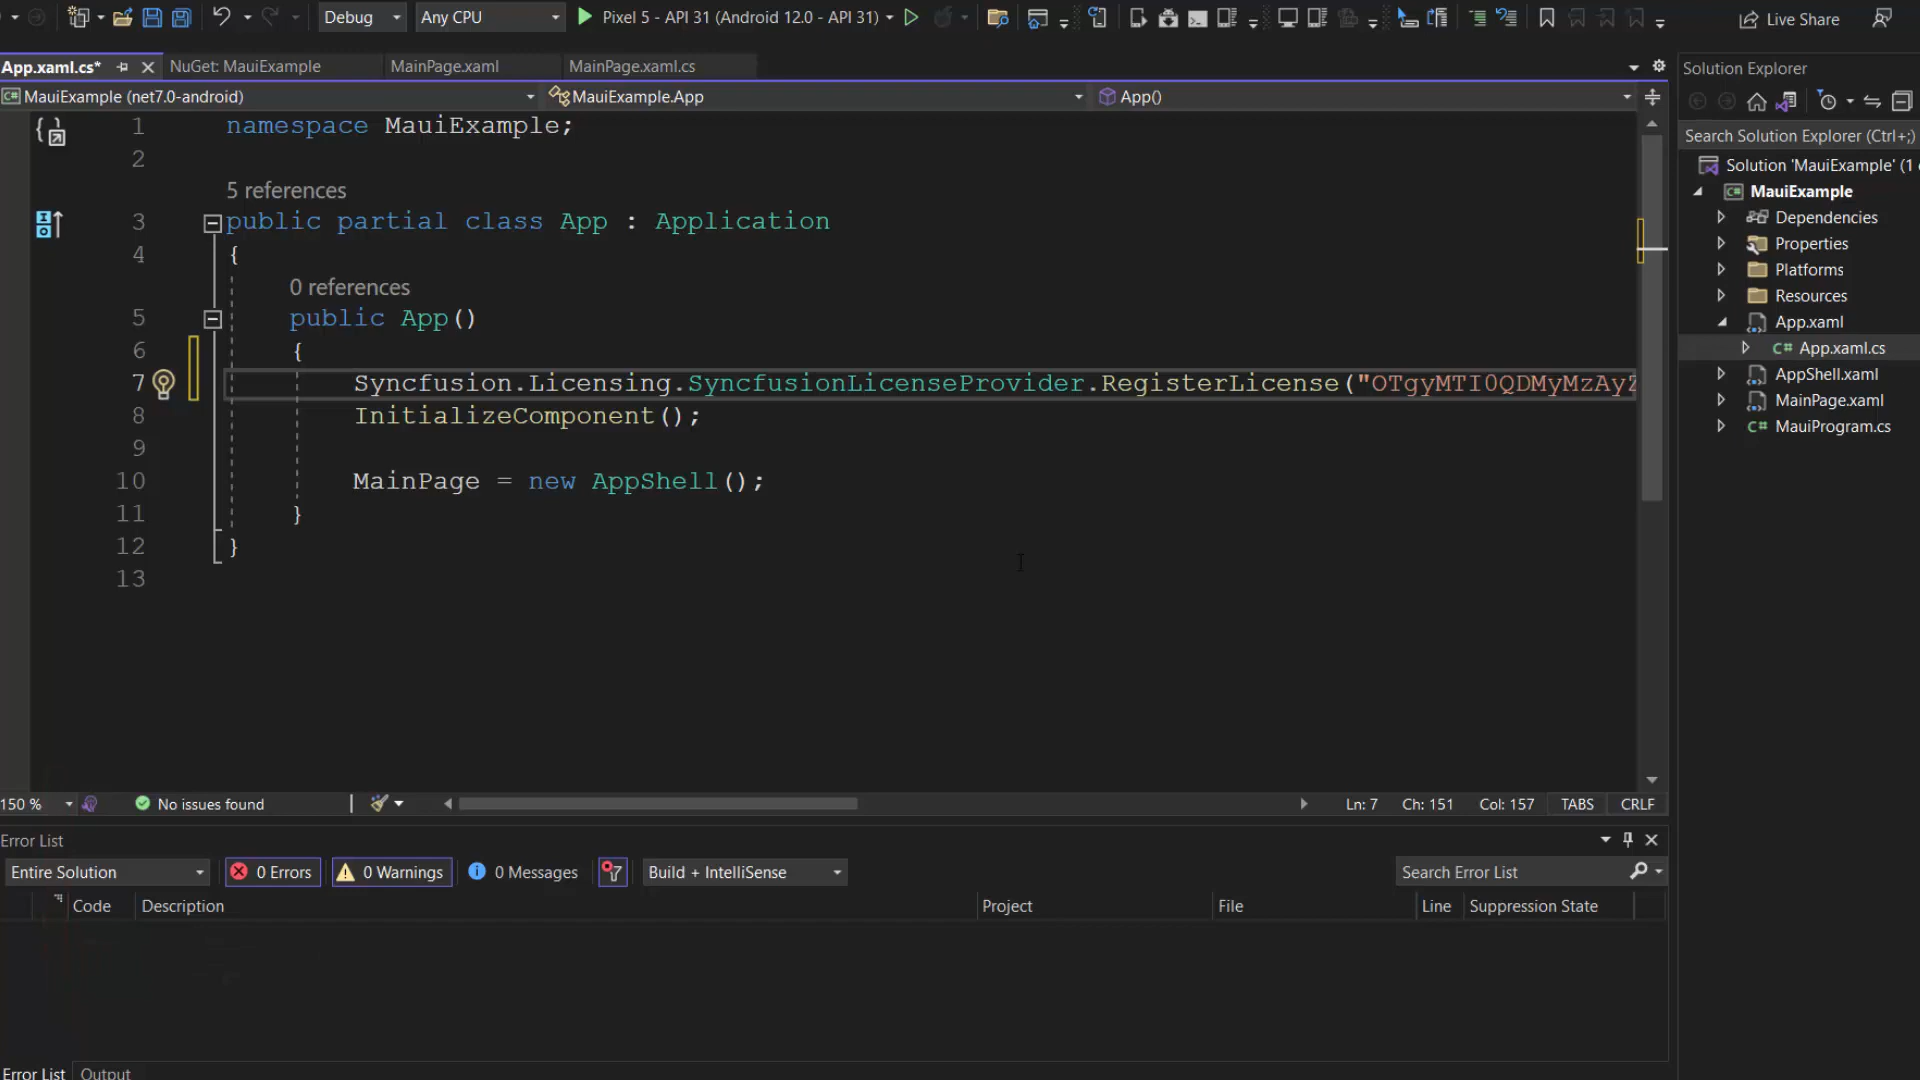 Debug
Any CPU
Pixel 5 - API 31 (Android 12.0 - API 31)
Live Share
App.xaml.cs*
NuGet: MauiExample
MainPage.xaml
MainPage.xaml.cs
MauiExample (net7.0-android)
MauiExample.App
App()
1 namespace MauiExample;
2
5 references
3 public partial class App : Application
4 {
0 references
5 public App()
6 {
7 Syncfusion.Licensing.SyncfusionLicenseProvider.RegisterLicense("OTgyMTI0QDMyMzAyZ
8 InitializeComponent();
9
10 MainPage = new AppShell();
11 }
12 }
13
150 %
No issues found
Ln: 7 Ch: 151 Col: 157 TABS CRLF
Solution Explorer
Search Solution Explorer (Ctrl+;)
Solution 'MauiExample' (1
C# MauiExample
Dependencies
Properties
Platforms
Resources
App.xaml
C# App.xaml.cs
AppShell.xaml
MainPage.xaml
C# MauiProgram.cs
Error List
Entire Solution
0 Errors
0 Warnings
0 Messages
Build + IntelliSense
Search Error List
Code Description Project File Line Suppression State
Error List Output